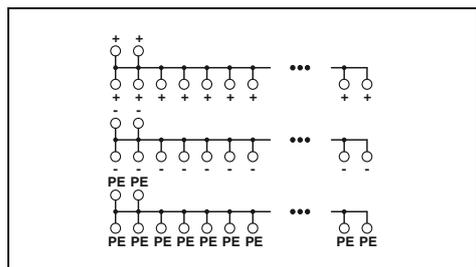 + +
•••
+ + + + + + + + +
- -
•••
- - - - - - - - -
PE PE
•••
PE PE PE PE PE PE PE PE PE